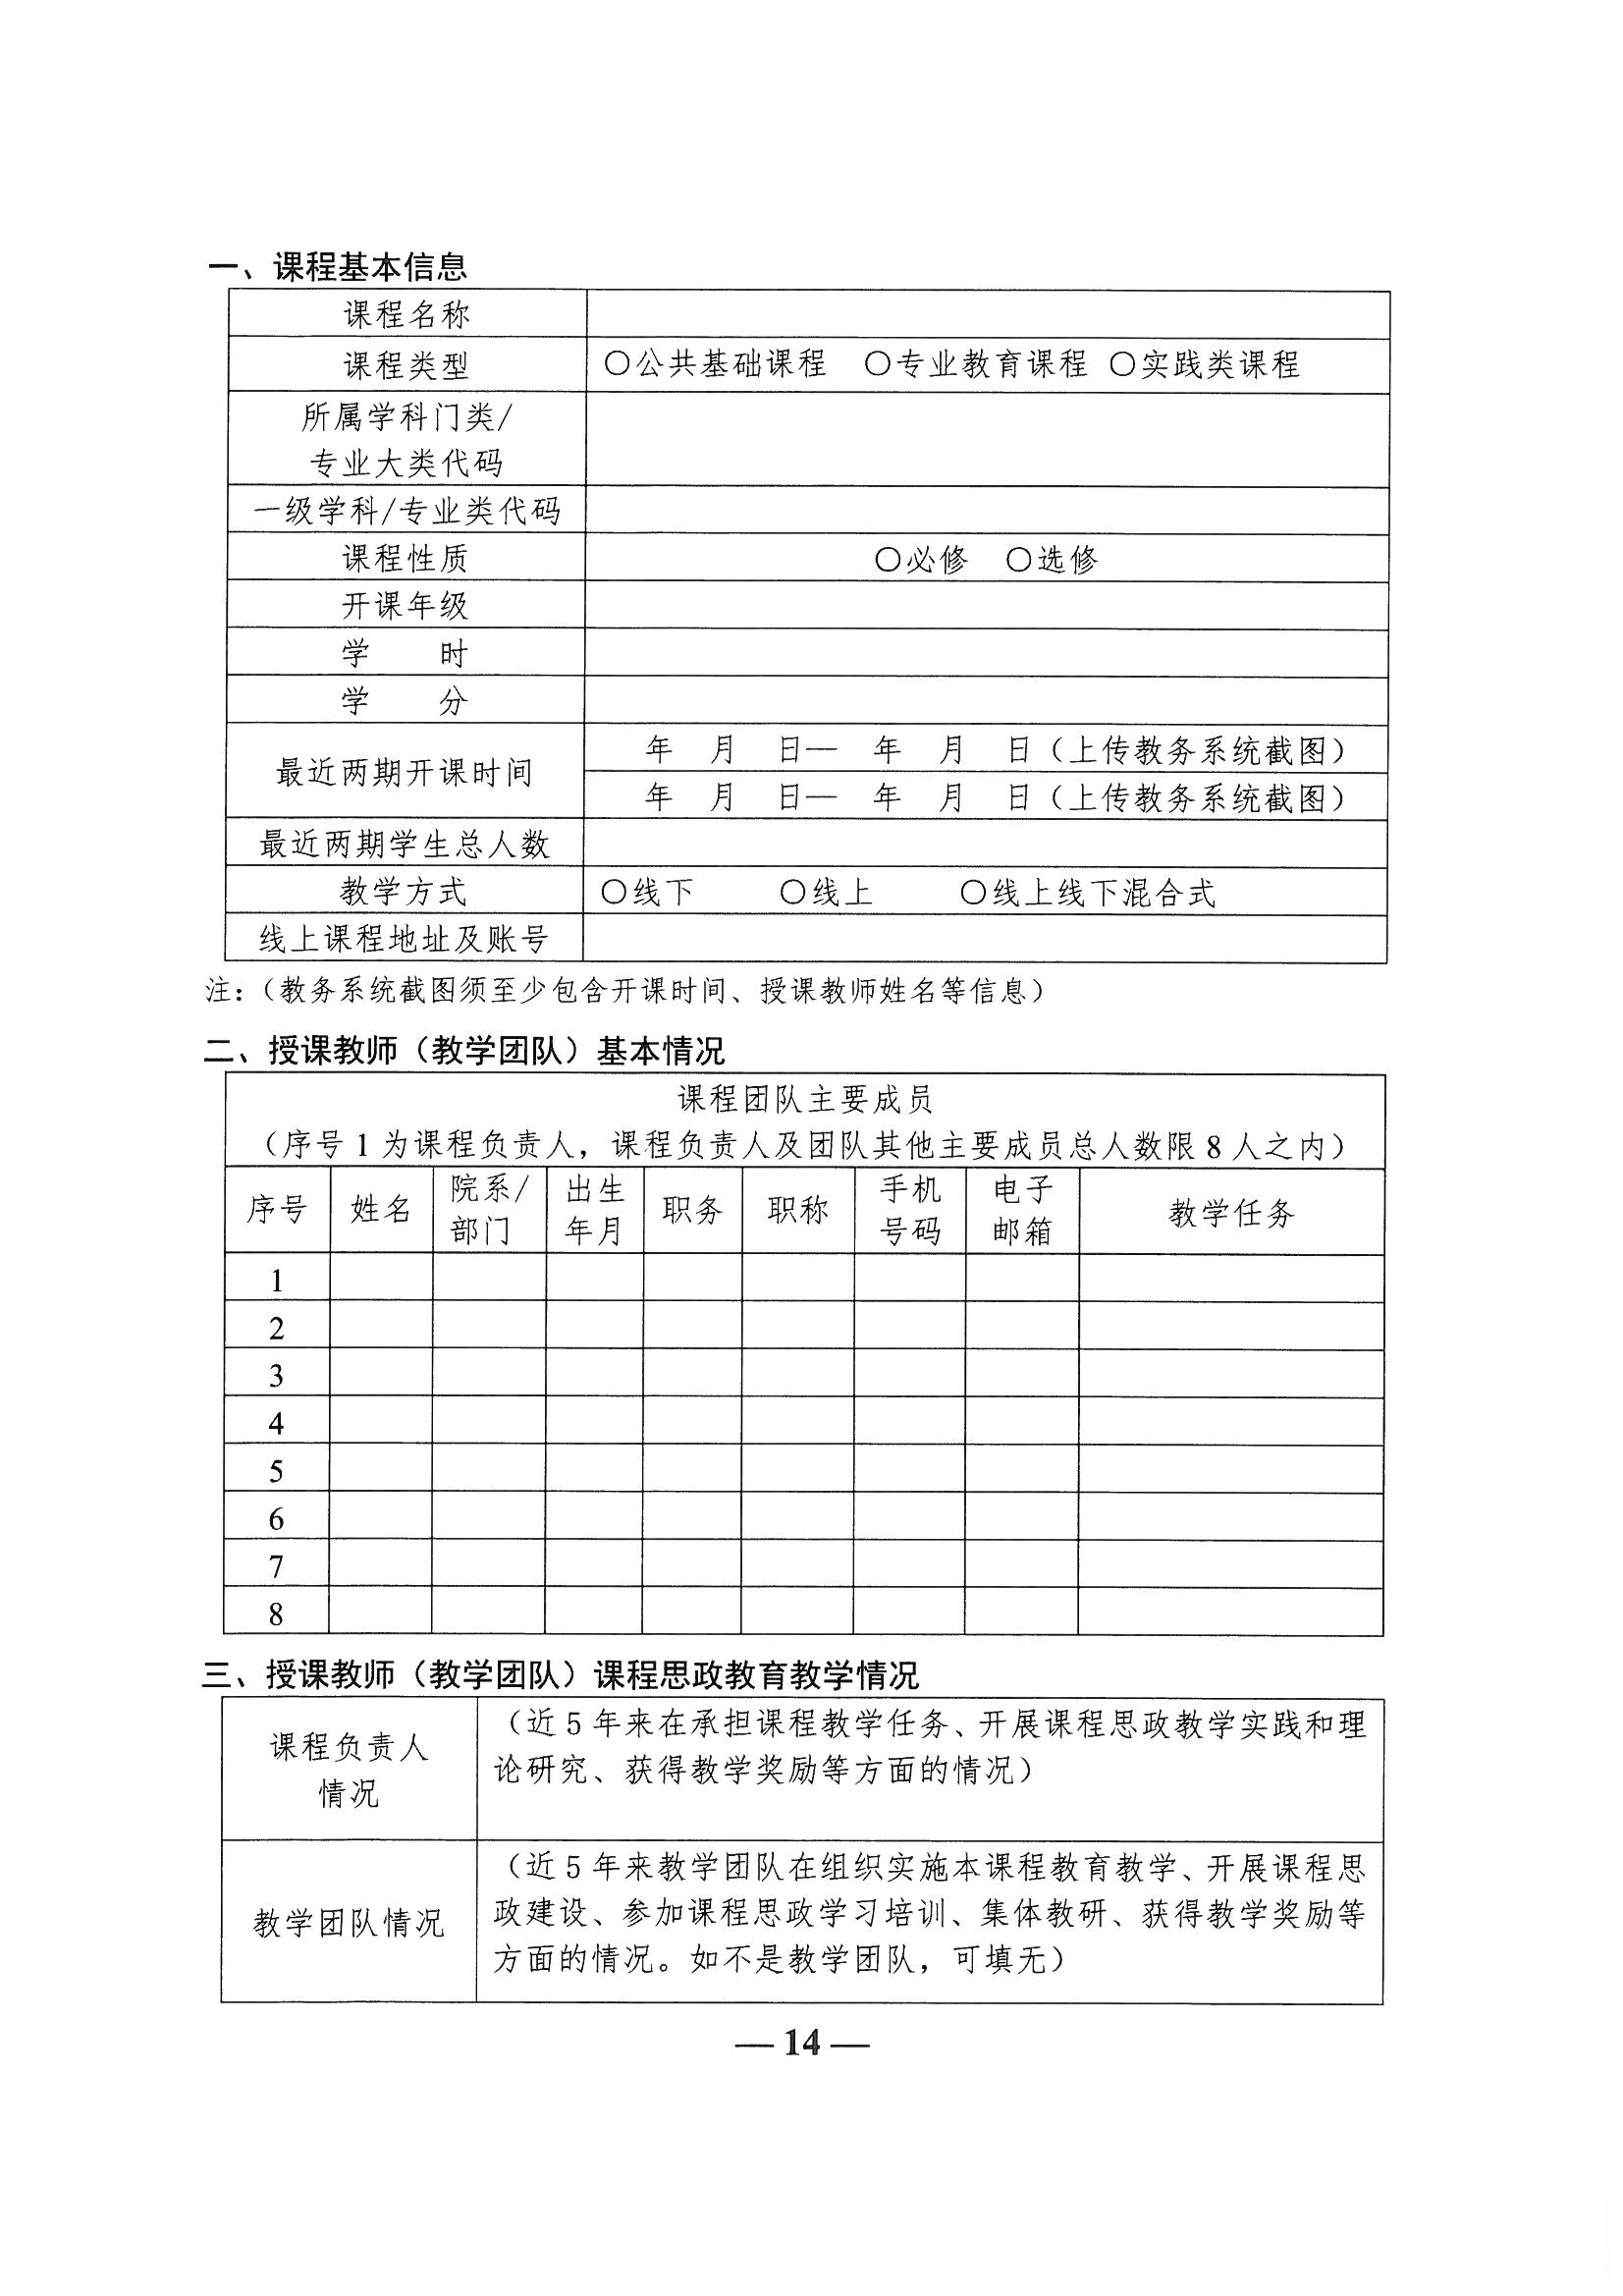 一、课程基本信息
课程名称
课程类型 〇公共基础课程 〇专业教育课程 〇实践类课程
所属学科门类/
专业大类代码
一级学科/专业类代码
课程性质 〇必修 〇选修
开课年级
学 时
学 分
最近两期开课时间
年 月 日— 年 月 日（上传教务系统截图）
年 月 日— 年 月 日（上传教务系统截图）
最近两期学生总人数
教学方式 〇线下 〇线上 〇线上线下混合式
线上课程地址及账号
注：（教务系统截图须至少包含开课时间、授课教师姓名等信息）
二、授课教师（教学团队）基本情况
课程团队主要成员
（序号 1 为课程负责人，课程负责人及团队其他主要成员总人数限 8 人之内）
序号 姓名 院系/部门 出生年月 职务 职称 手机号码 电子邮箱 教学任务
1
2
3
4
5
6
7
8
三、授课教师（教学团队）课程思政教育教学情况
课程负责人
情况
（近 5 年来在承担课程教学任务、开展课程思政教学实践和理
论研究、获得教学奖励等方面的情况）
教学团队情况
（近 5 年来教学团队在组织实施本课程教育教学、开展课程思
政建设、参加课程思政学习培训、集体教研、获得教学奖励等
方面的情况。如不是教学团队，可填无）
— 14 —